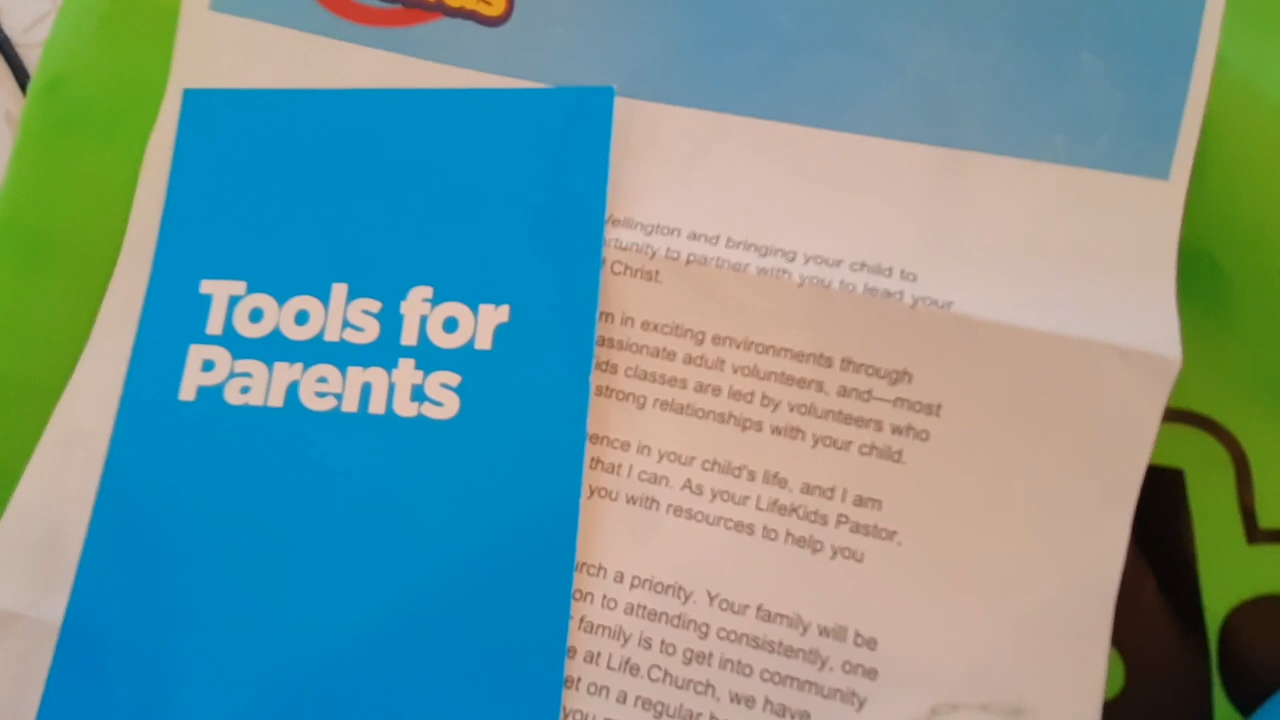 Tools for
Parents
ellington and bringing your child to
rtunity to partner with you to lead your
Christ.
m in exciting environments through
assionate adult volunteers, and—most
ids classes are led by volunteers who
strong relationships with your child.
ence in your child's life, and I am
that I can. As your LifeKids Pastor,
you with resources to help you
urch a priority. Your family will be
on to attending consistently, one
family is to get into community
e at Life.Church, we have
et on a regular
you